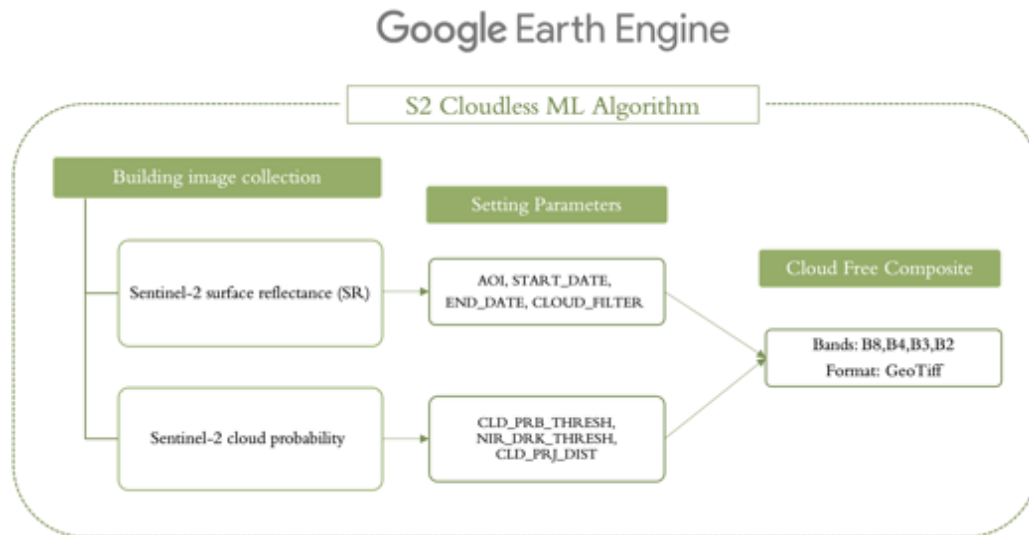 Google Earth Engine
S2 Cloudless ML Algorithm
Building image collection
Setting Parameters
Cloud Free Composite
Sentinel-2 surface reflectance (SR)
AOI, START_DATE,
END_DATE, CLOUD_FILTER
Bands: B8,B4,B3,B2
Format: GeoTiff
Sentinel-2 cloud probability
CLD_PRB_THRESH,
NIR_DRK_THRESH,
CLD_PRJ_DIST